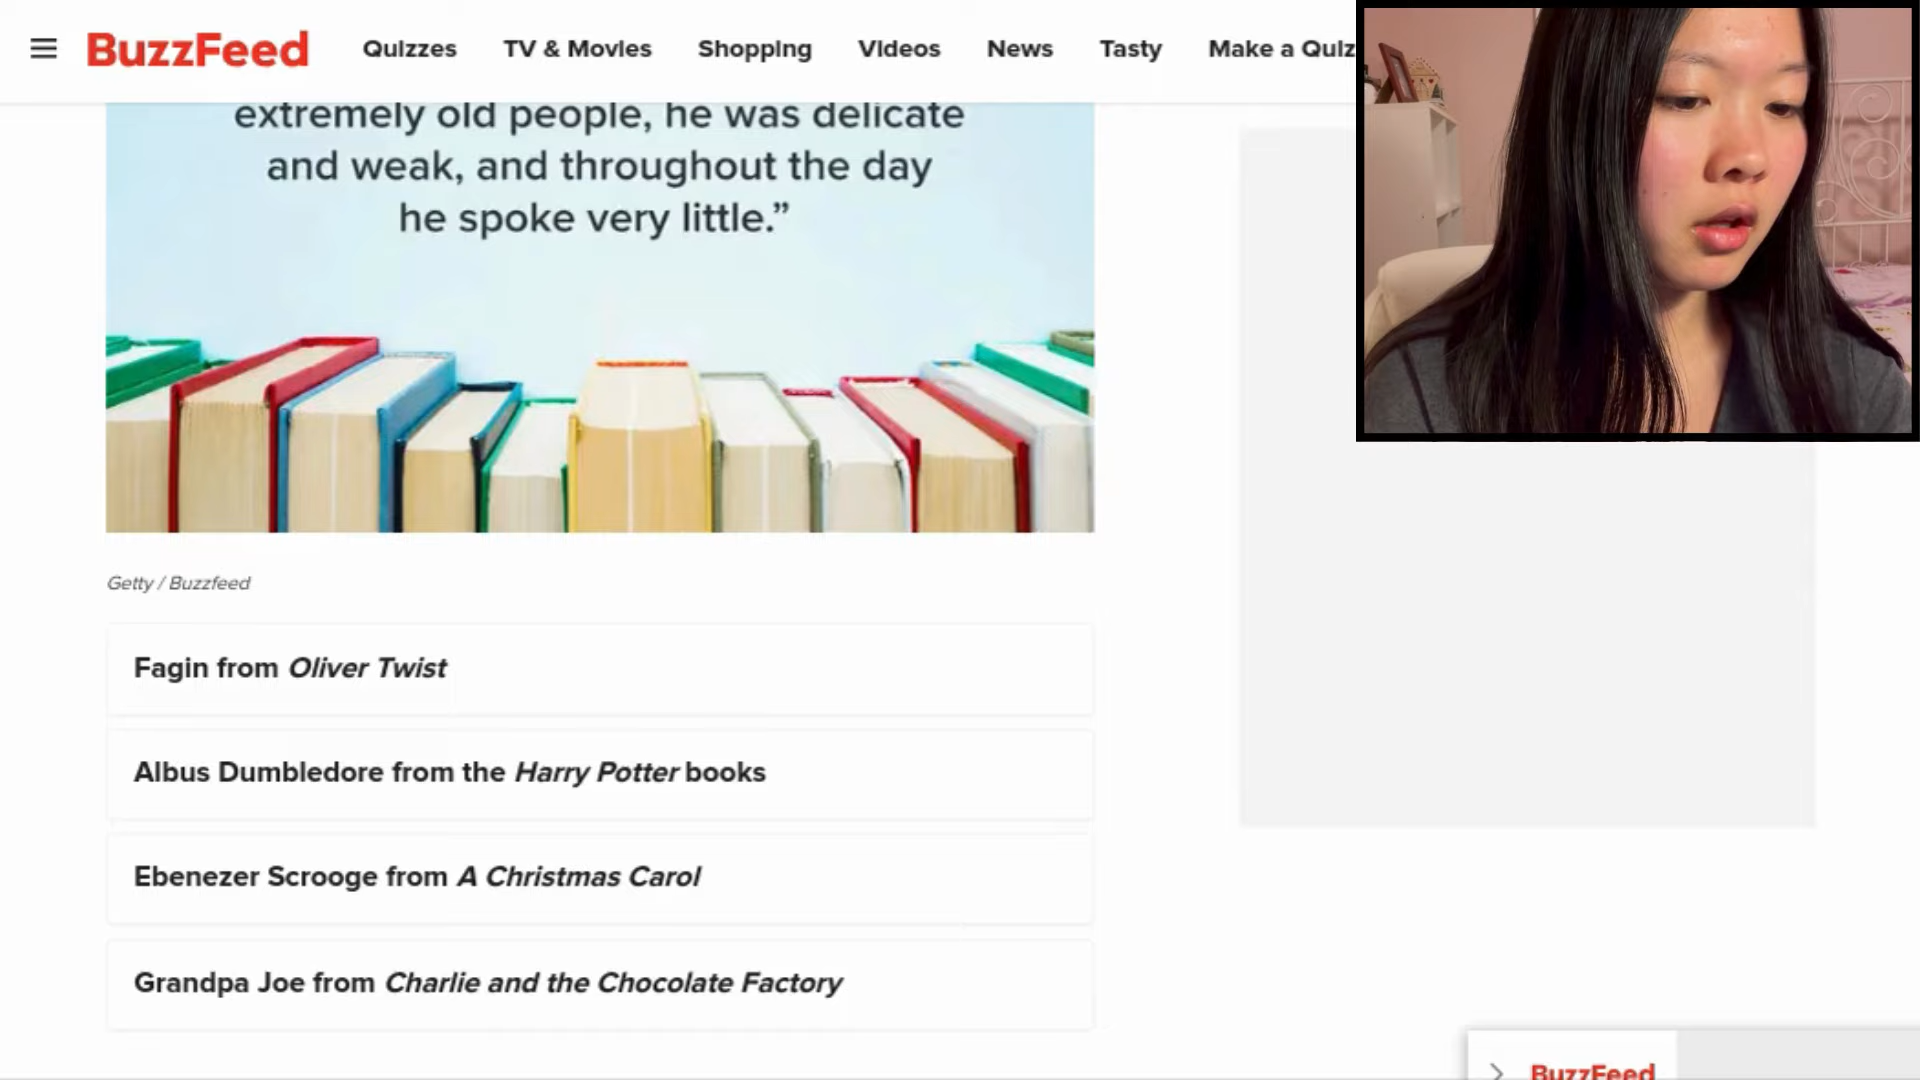 BuzzFeed Quizzes TV & Movies Shopping Videos News Tasty Make a Quiz
extremely old people, he was delicate
and weak, and throughout the day
he spoke very little.”
Getty / Buzzfeed
Fagin from Oliver Twist
Albus Dumbledore from the Harry Potter books
Ebenezer Scrooge from A Christmas Carol
Grandpa Joe from Charlie and the Chocolate Factory
BuzzFeed